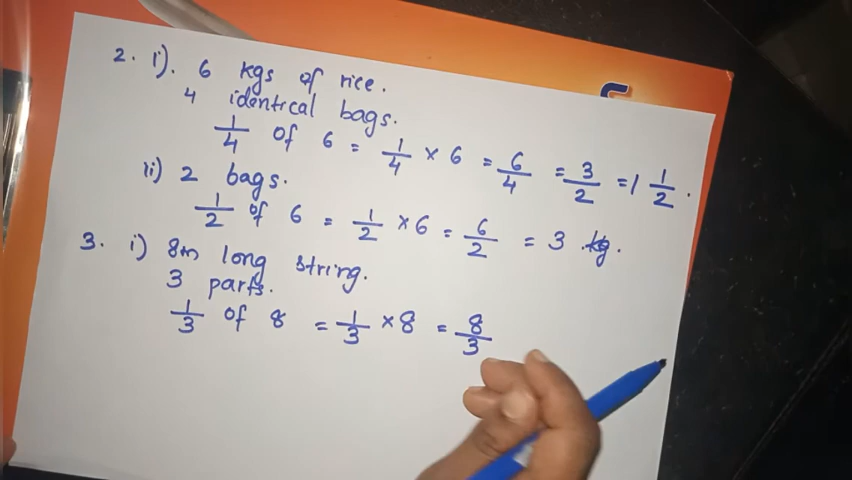 2. i). 6 kgs of rice.
4 identical bags.
1/4 of 6 = 1/4 × 6 = 6/4 = 3/2 = 1 1/2.
ii) 2 bags.
1/2 of 6 = 1/2 × 6 = 6/2 = 3 kg.
3. i) 8m long string.
3 parts.
1/3 of 8 = 1/3 × 8 = 8/3